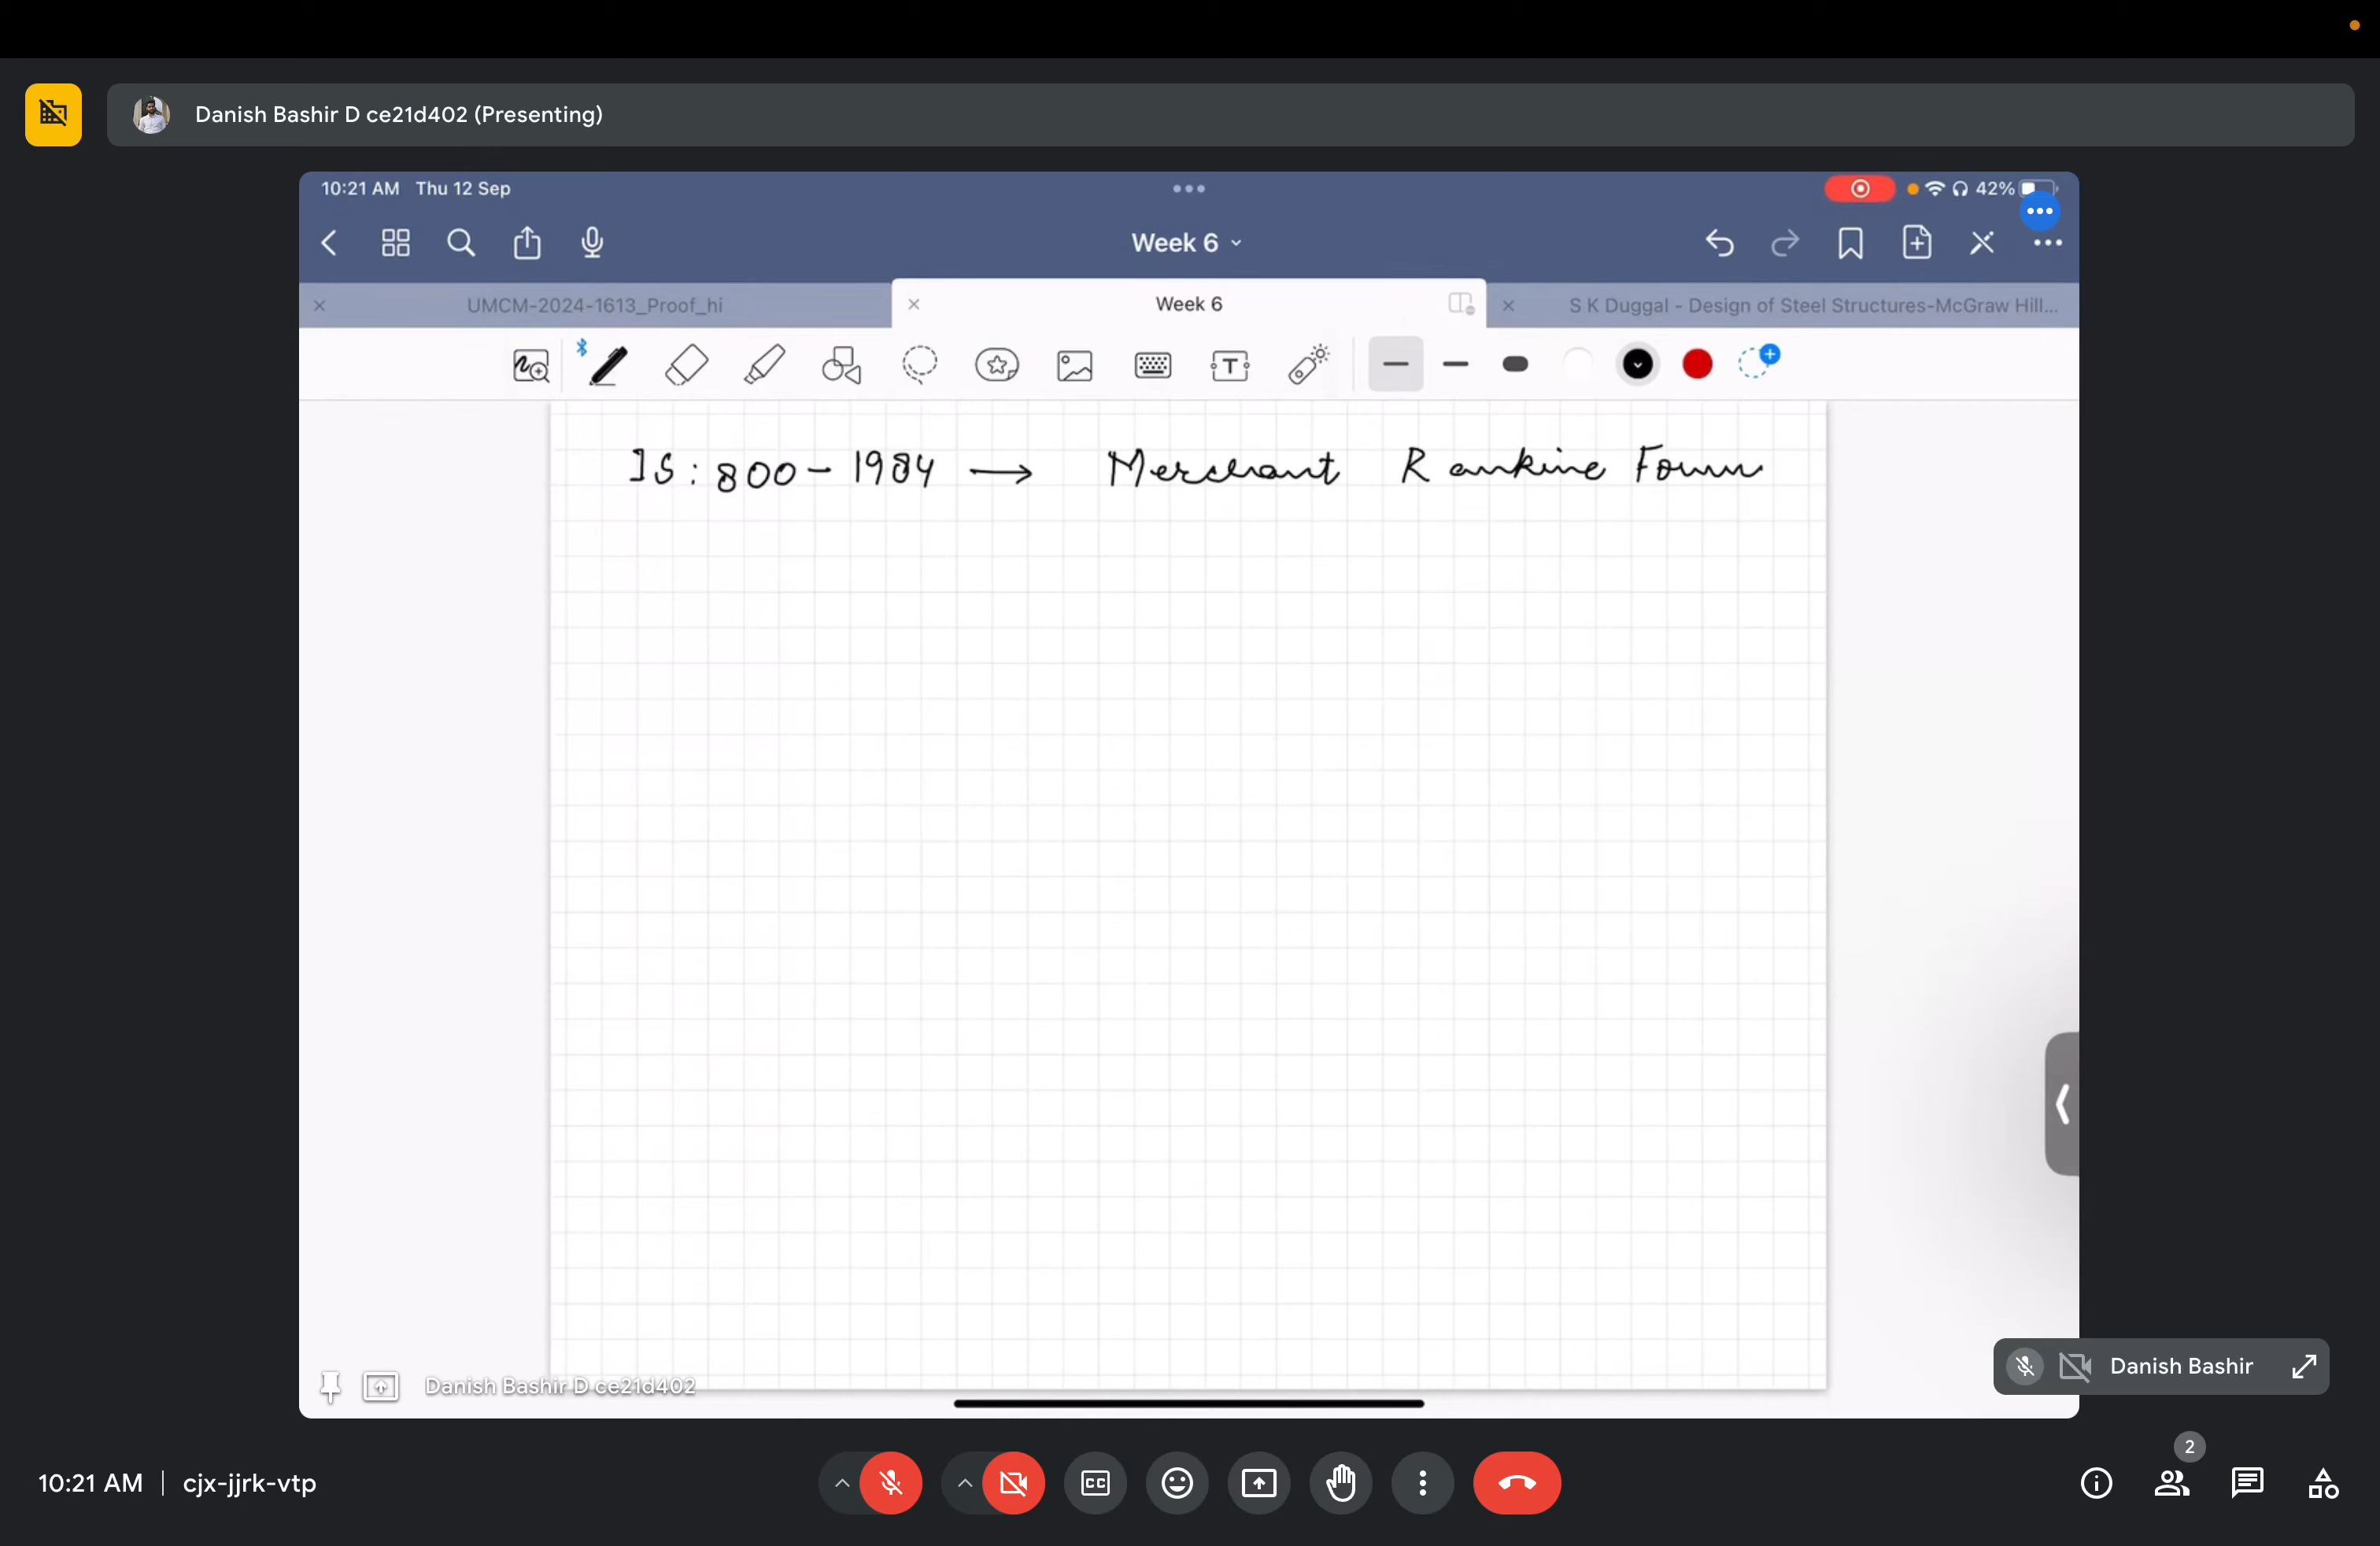 Danish Bashir D ce21d402 (Presenting)
10:21 AM Thu 12 Sep
42%
Week 6
UMCM-2024-1613_Proof_hi
Week 6
S K Duggal - Design of Steel Structures-McGraw Hill...
T
IS : 800 - 1984 → Merchant Rankine Form
Danish Bashir D ce21d402
Danish Bashir
2
10:21 AM | cjx-jjrk-vtp
CC